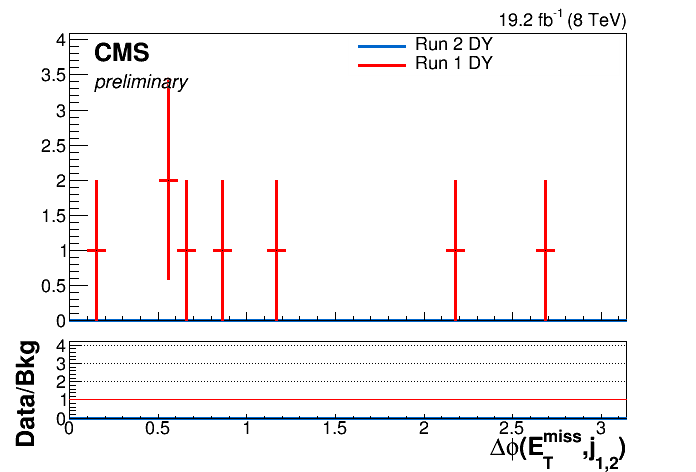 19.2 fb-1 (8 TeV)
CMS
preliminary
Run 2 DY
Run 1 DY
4
3.5
3
2.5
2
1.5
1
0.5
0
Data/Bkg
4
3
2
1
0
0 0.5 1 1.5 2 2.5 3
Δϕ(E_T^miss,j_1,2)